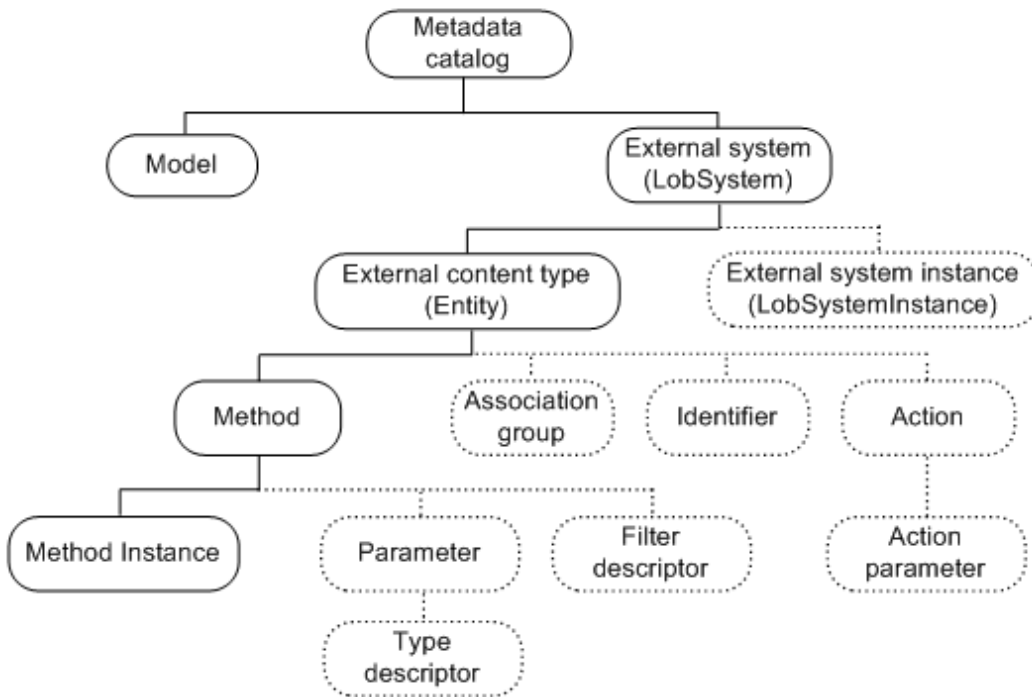 Metadata
catalog
Model
External system
(LobSystem)
External content type
(Entity)
External system instance
(LobSystemInstance)
Method
Association
group
Identifier
Action
Method Instance
Parameter
Filter
descriptor
Action
parameter
Type
descriptor